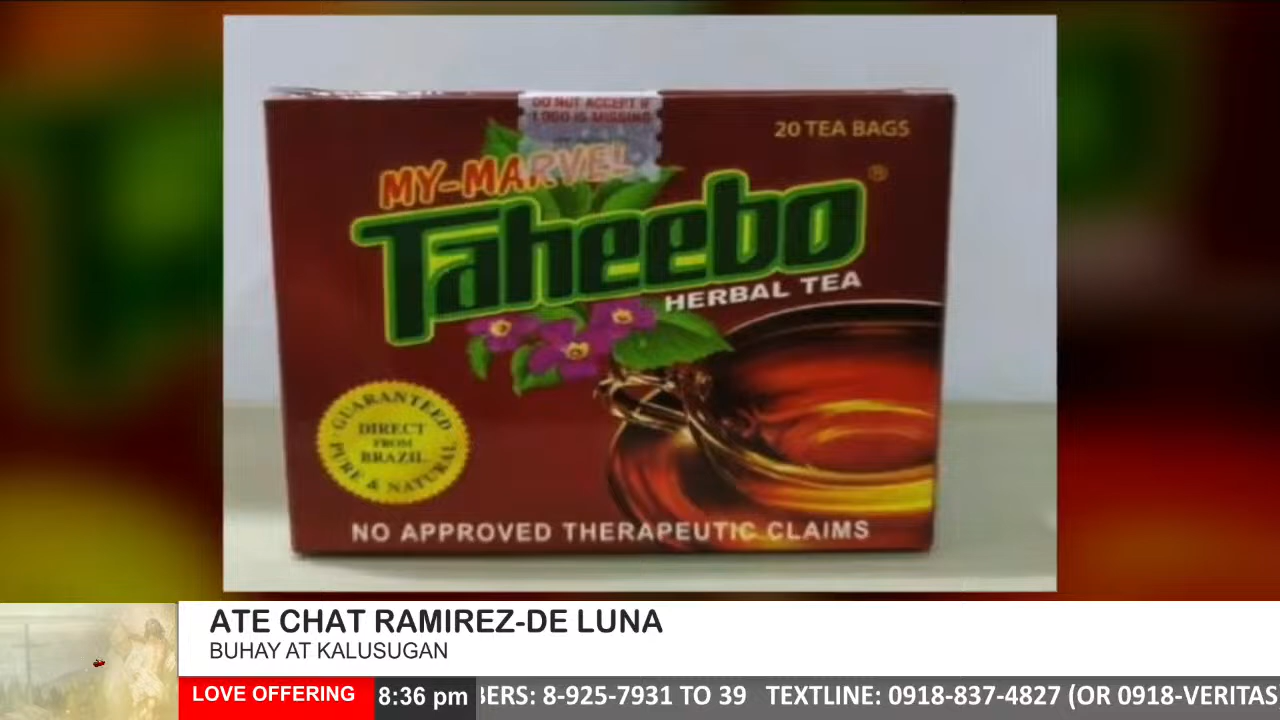 DO NOT ACCEPT IF
LOGO IS MISSING
20 TEA BAGS
MY-MARVEL
Taheebo®
HERBAL TEA
GUARANTEED
DIRECT
FROM
BRAZIL
PURE & NATURAL
NO APPROVED THERAPEUTIC CLAIMS
ATE CHAT RAMIREZ-DE LUNA
BUHAY AT KALUSUGAN
LOVE OFFERING
8:36 pm
BERS: 8-925-7931 TO 39 TEXTLINE: 0918-837-4827 (OR 0918-VERITAS